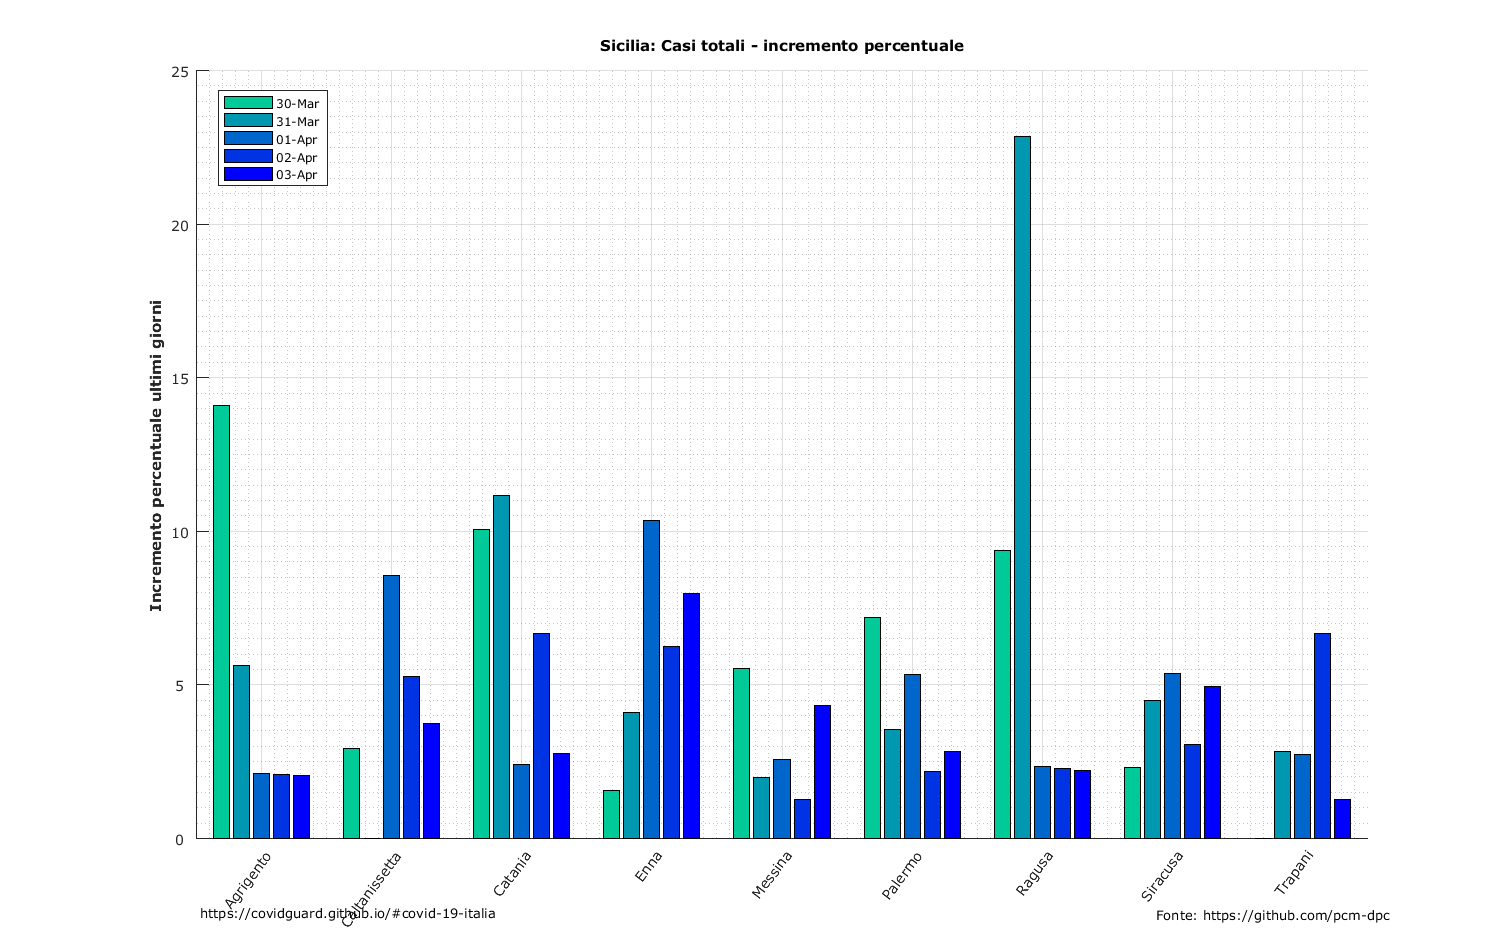 Sicilia: Casi totali - incremento percentuale
25
20
15
10
5
0
Incremento percentuale ultimi giorni
30-Mar
31-Mar
01-Apr
02-Apr
03-Apr
Agrigento
Caltanissetta
Catania
Enna
Messina
Palermo
Ragusa
Siracusa
Trapani
https://covidguard.github.io/#covid-19-italia
Fonte: https://github.com/pcm-dpc